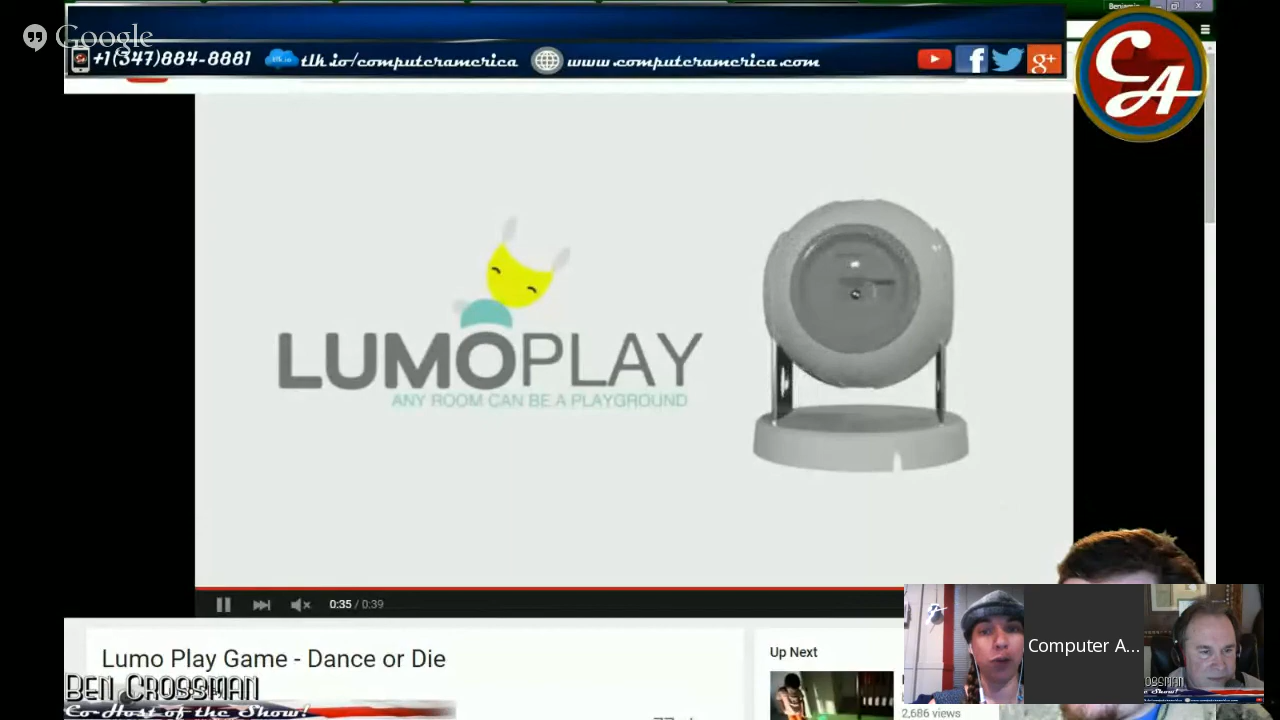 Benjamin
Google
+1(347)884-8881 tlk.io/computeramerica www.computeramerica.com
CA
LUMOPLAY
ANY ROOM CAN BE A PLAYGROUND
0:35 / 0:39
Lumo Play Game - Dance or Die
Up Next
BEN CROSSMAN
Co-Host of the Show!
Computer A...
2,686 views